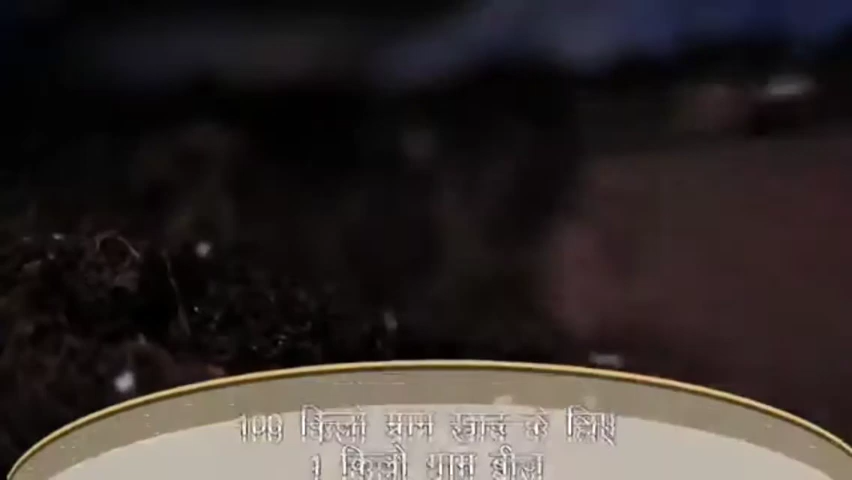 100 किलो ग्राम खाद के लिए
1 किलो ग्राम बीज